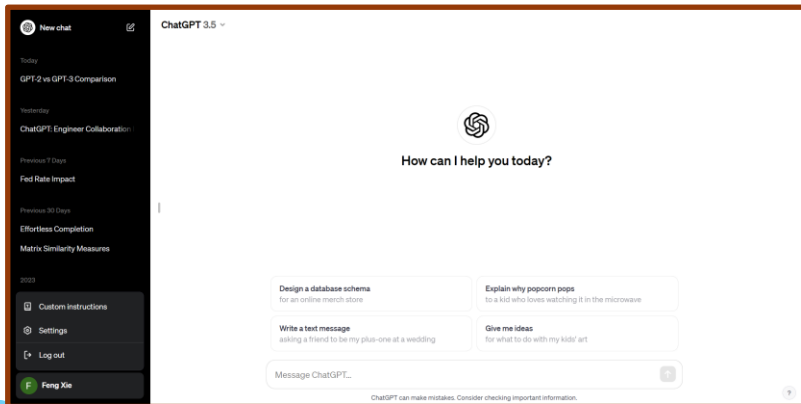 New chat
Today
GPT-2 vs GPT-3 Comparison
Yesterday
ChatGPT: Engineer Collaboration
Previous 7 Days
Fed Rate Impact
Previous 30 Days
Effortless Completion
Matrix Similarity Measures
2023
Custom instructions
Settings
Log out
F Feng Xie
ChatGPT 3.5
How can I help you today?
Design a database schema
for an online merch store
Explain why popcorn pops
to a kid who loves watching it in the microwave
Write a text message
asking a friend to be my plus-one at a wedding
Give me ideas
for what to do with my kids' art
Message ChatGPT...
ChatGPT can make mistakes. Consider checking important information.
?